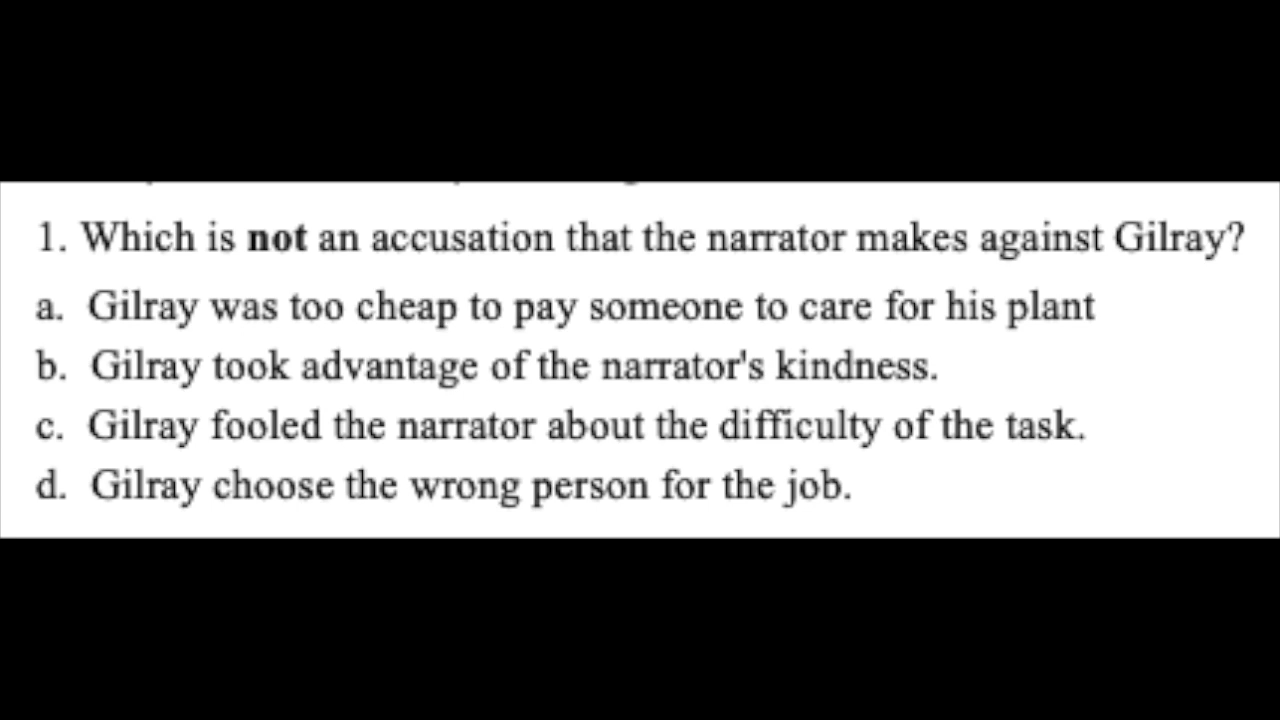 1. Which is not an accusation that the narrator makes against Gilray?
a. Gilray was too cheap to pay someone to care for his plant
b. Gilray took advantage of the narrator's kindness.
c. Gilray fooled the narrator about the difficulty of the task.
d. Gilray choose the wrong person for the job.